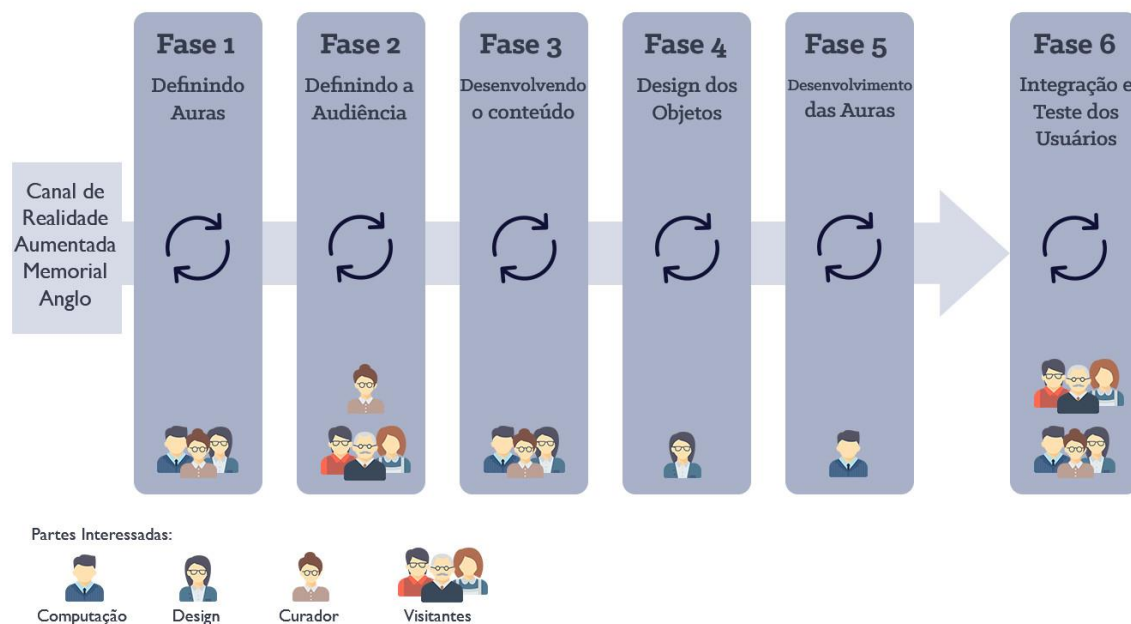 Fase 1
Definindo
Auras
Fase 2
Definindo a
Audiência
Fase 3
Desenvolvendo
o conteúdo
Fase 4
Design dos
Objetos
Fase 5
Desenvolvimento
das Auras
Fase 6
Integração e
Teste dos
Usuários
Canal de
Realidade
Aumentada
Memorial
Anglo
Partes Interessadas:
Computação
Design
Curador
Visitantes